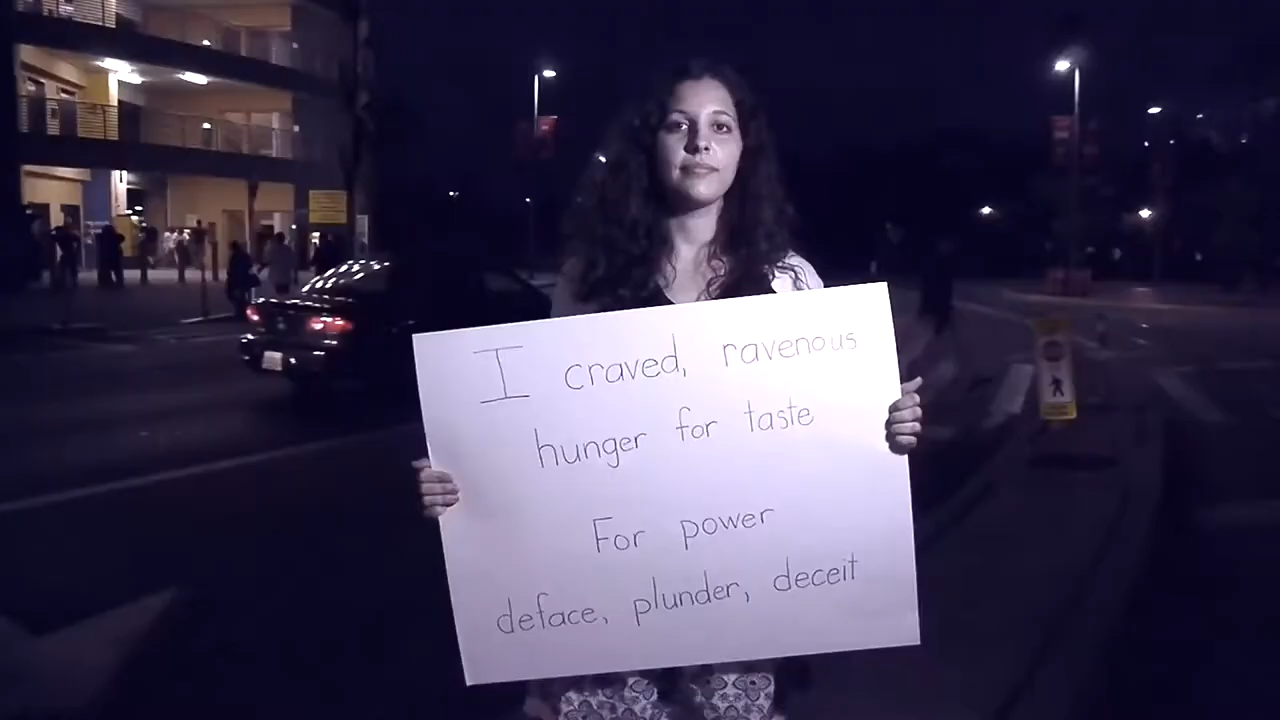 I craved, ravenous
hunger for taste
For power
deface, plunder, deceit